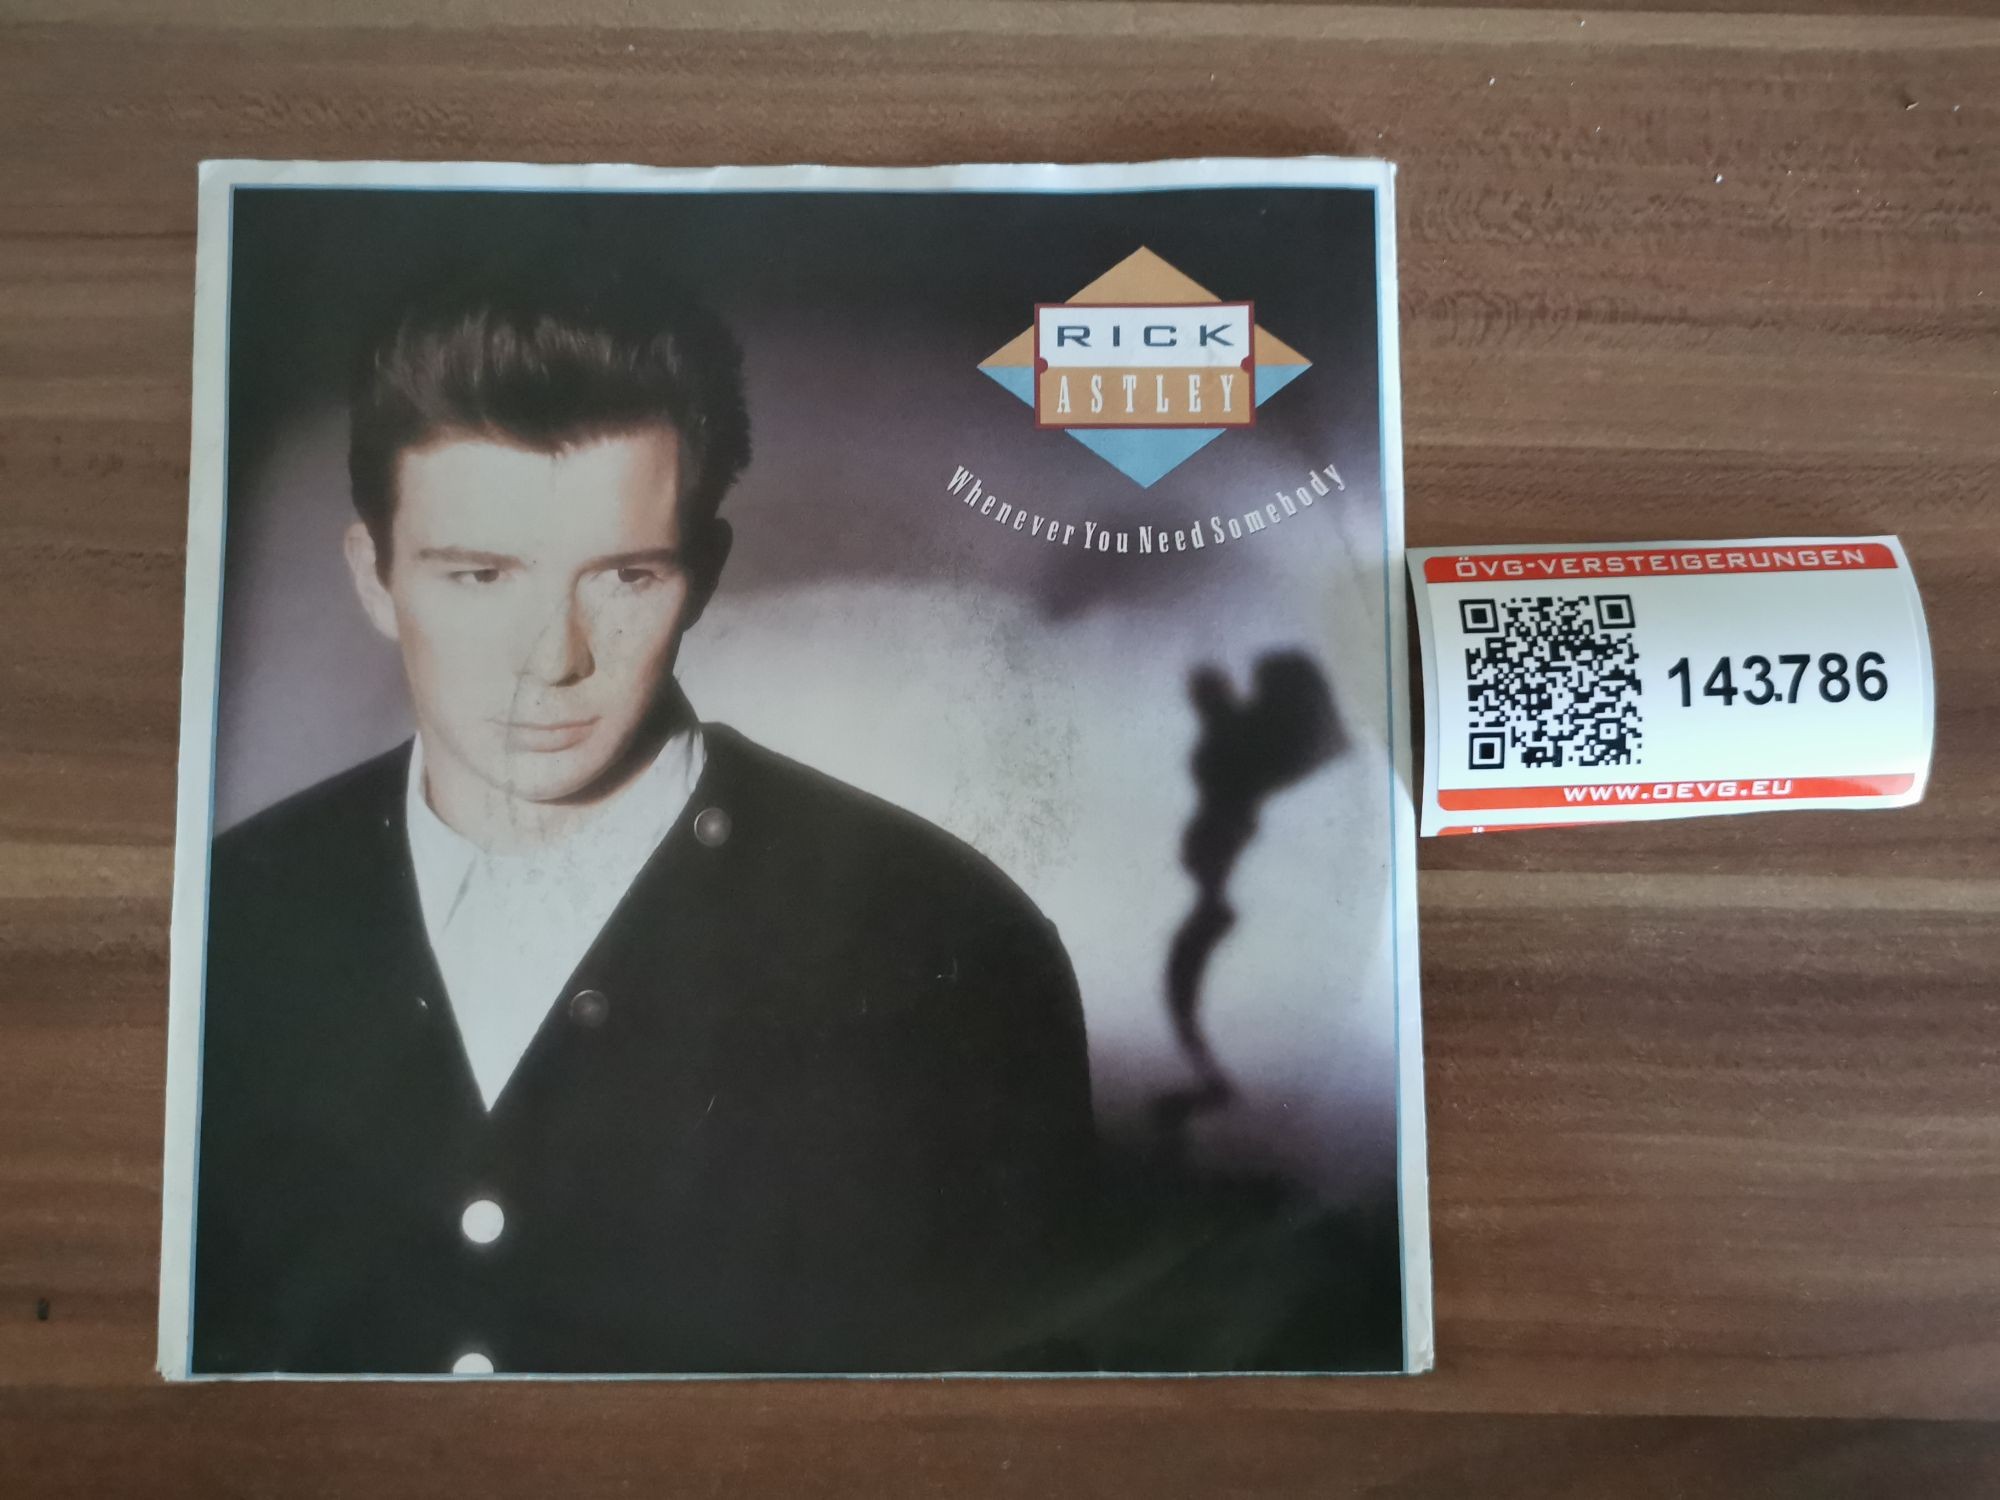 RICK
ASTLEY
Whenever You Need Somebody
ÖVG-VERSTEIGERUNGEN
143.786
WWW.OEVG.EU